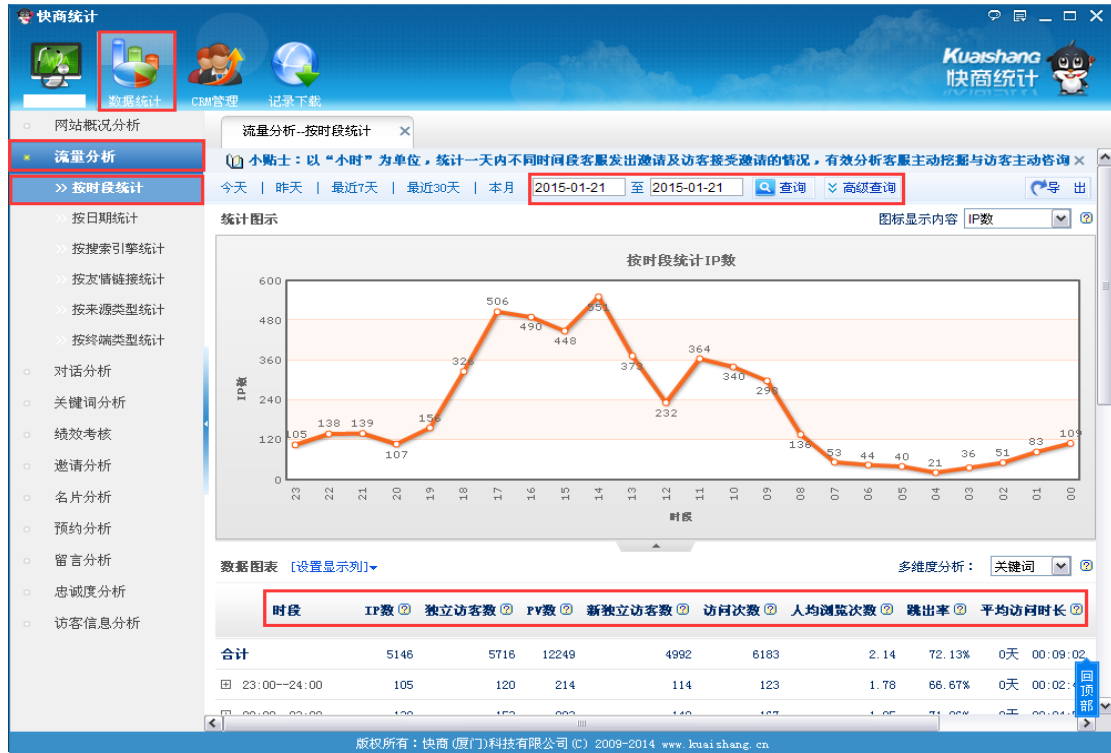 快商统计
Kuaishang
快商统计
数据统计 CRM管理 记录下载
网站概况分析
流量分析
>> 按时段统计
>> 按日期统计
>> 按搜索引擎统计
>> 按友情链接统计
>> 按来源类型统计
>> 按终端类型统计
对话分析
关键词分析
绩效考核
邀请分析
名片分析
预约分析
留言分析
忠诚度分析
访客信息分析
流量分析--按时段统计 ×
小贴士：以“小时”为单位，统计一天内不同时间段客服发出邀请及访客接受邀请的情况，有效分析客服主动挖掘与访客主动咨询 ×
今天 | 昨天 | 最近7天 | 最近30天 | 本月 2015-01-21 至 2015-01-21 查询 高级查询 导 出
统计图示 图标显示内容 IP数
按时段统计IP数
600
480
360
240
120
0
IP数
105 138 139 107 156 326 506 490 448 551 373 232 364 340 298 136 53 44 40 21 36 51 83 109
23 22 21 20 19 18 17 16 15 14 13 12 11 10 09 08 07 06 05 04 03 02 01 00
时段
数据图表 [设置显示列] 多维度分析： 关键词
时段 IP数 独立访客数 PV数 新独立访客数 访问次数 人均浏览次数 跳出率 平均访问时长
合计 5146 5716 12249 4992 6183 2.14 72.13% 0天 00:09:02
23:00--24:00 105 120 214 114 123 1.78 66.67% 0天 00:02:
回顶部
版权所有：快商(厦门)科技有限公司(C) 2009-2014 www.kuaishang.cn